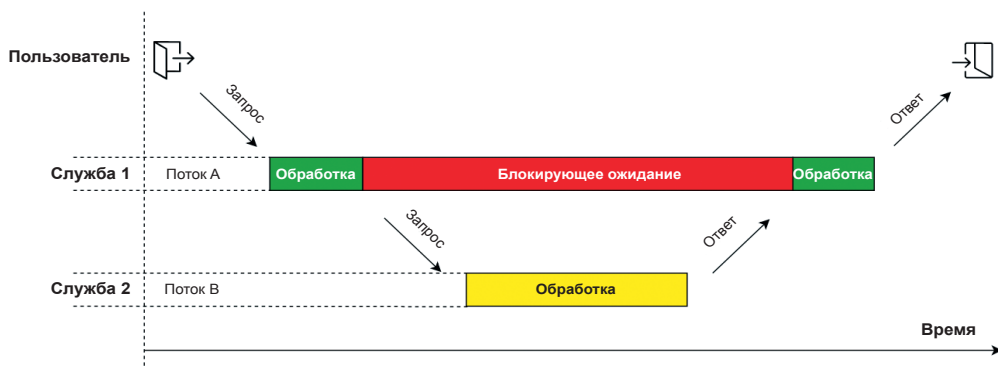 Пользователь
Запрос
Ответ
Служба 1
Поток А
Обработка
Блокирующее ожидание
Обработка
Запрос
Ответ
Служба 2
Поток В
Обработка
Время